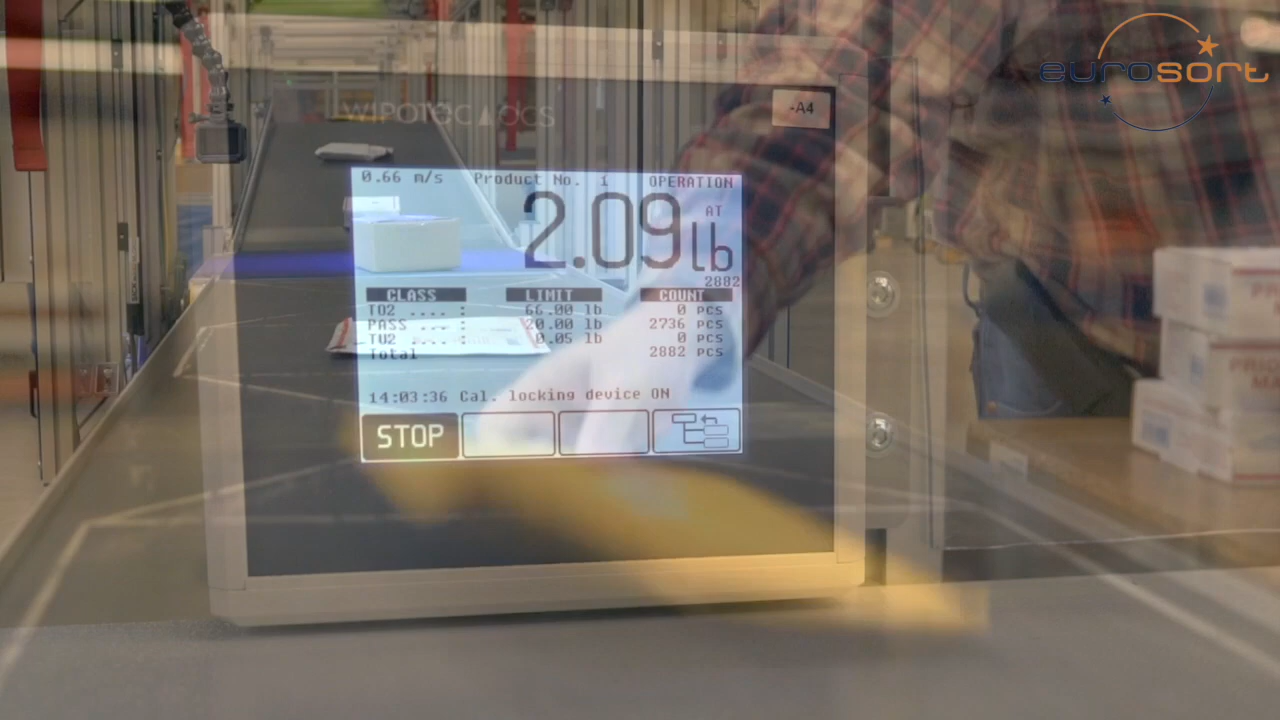 eurosort
WIPOTEC OCS
-A4
0.66 m/s Product No. 1 OPERATION
2.09 lb
AT
2882
CLASS LIMIT COUNT
TO2 .... : 66.00 lb 0 PCS
PASS ... : 20.00 lb 2736 PCS
TU2 .... : 0.05 lb 0 PCS
Total 2882 PCS
14:03:36 Cal. locking device ON
STOP